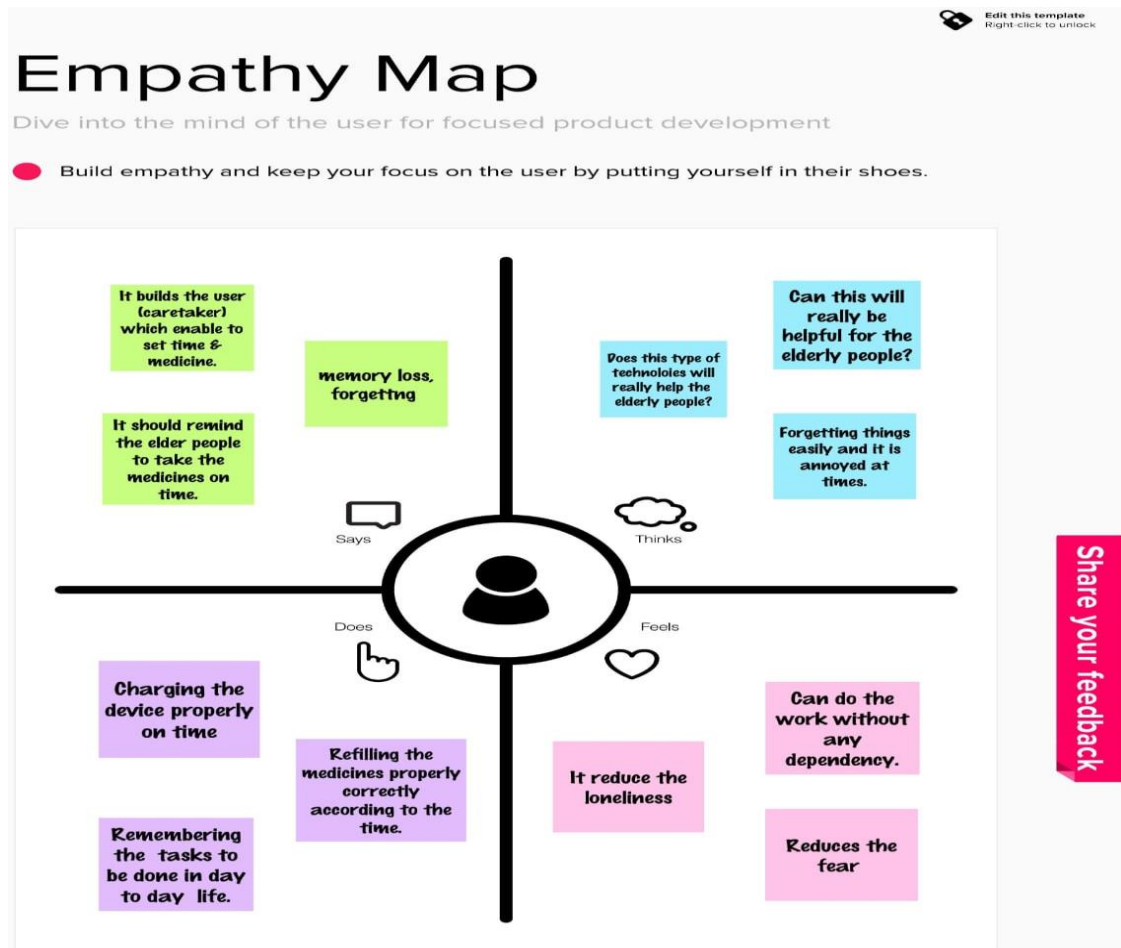 Edit this template
Right-click to unlock
Empathy Map
Dive into the mind of the user for focused product development
Build empathy and keep your focus on the user by putting yourself in their shoes.
It builds the user
(caretaker)
which enable to
set time &
medicine.
memory loss,
forgettng
It should remind
the elder people
to take the
medicines on
time.
Says
Does this type of
technoloies will
really help the
elderly people?
Can this will
really be
helpful for the
elderly people?
Forgetting things
easily and it is
annoyed at
times.
Thinks
Does
Charging the
device properly
on time
Refilling the
medicines properly
correctly
according to the
time.
Remembering
the tasks to
be done in day
to day life.
Feels
It reduce the
loneliness
Can do the
work without
any
dependency.
Reduces the
fear
Share your feedback